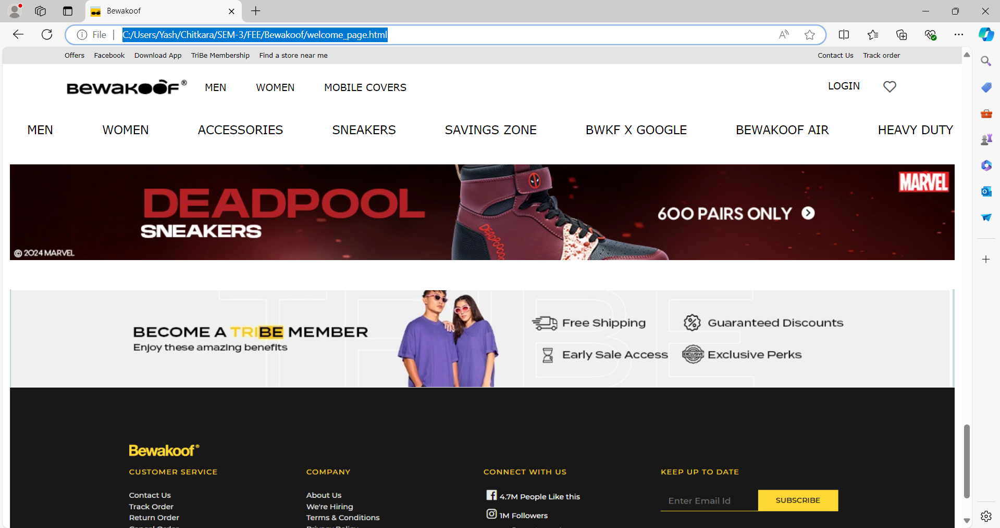 Bewakoof
File
C:/Users/Yash/Chitkara/SEM-3/FEE/Bewakoof/welcome_page.html
Offers Facebook Download App TriBe Membership Find a store near me Contact Us Track order
BEWAKOOF® MEN WOMEN MOBILE COVERS LOGIN
MEN WOMEN ACCESSORIES SNEAKERS SAVINGS ZONE BWKF X GOOGLE BEWAKOOF AIR HEAVY DUTY
MARVEL
DEADPOOL
SNEAKERS
600 PAIRS ONLY
© 2024 MARVEL
TRIBE
BECOME A TRIBE MEMBER
Enjoy these amazing benefits
Free Shipping Guaranteed Discounts
Early Sale Access EXCLUSIVE Exclusive Perks
Bewakoof®
CUSTOMER SERVICE COMPANY CONNECT WITH US KEEP UP TO DATE
Contact Us About Us 4.7M People Like this
Track Order We're Hiring Enter Email Id SUBSCRIBE
Return Order Terms & Conditions 1M Followers